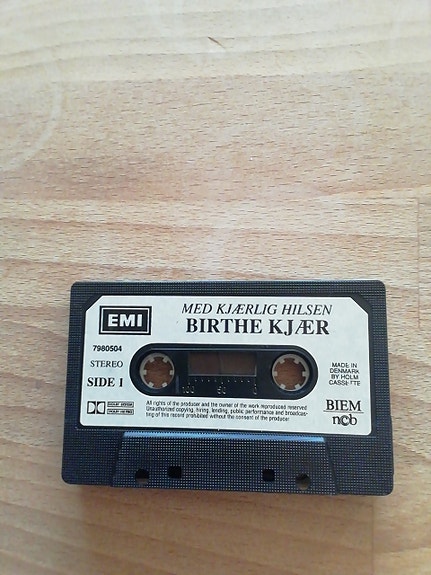 EMI
MED KJÆRLIG HILSEN
BIRTHE KJÆR
7980504
STEREO
SIDE 1
MADE IN
DENMARK
BY HOLM
CASSETTE
All rights of the producer and the owner of the work reproduced reserved
Unauthorized copying, hiring, lending, public performance and broadcas-
ting of this record prohibited without the consent of the producer
BIEM
ncb